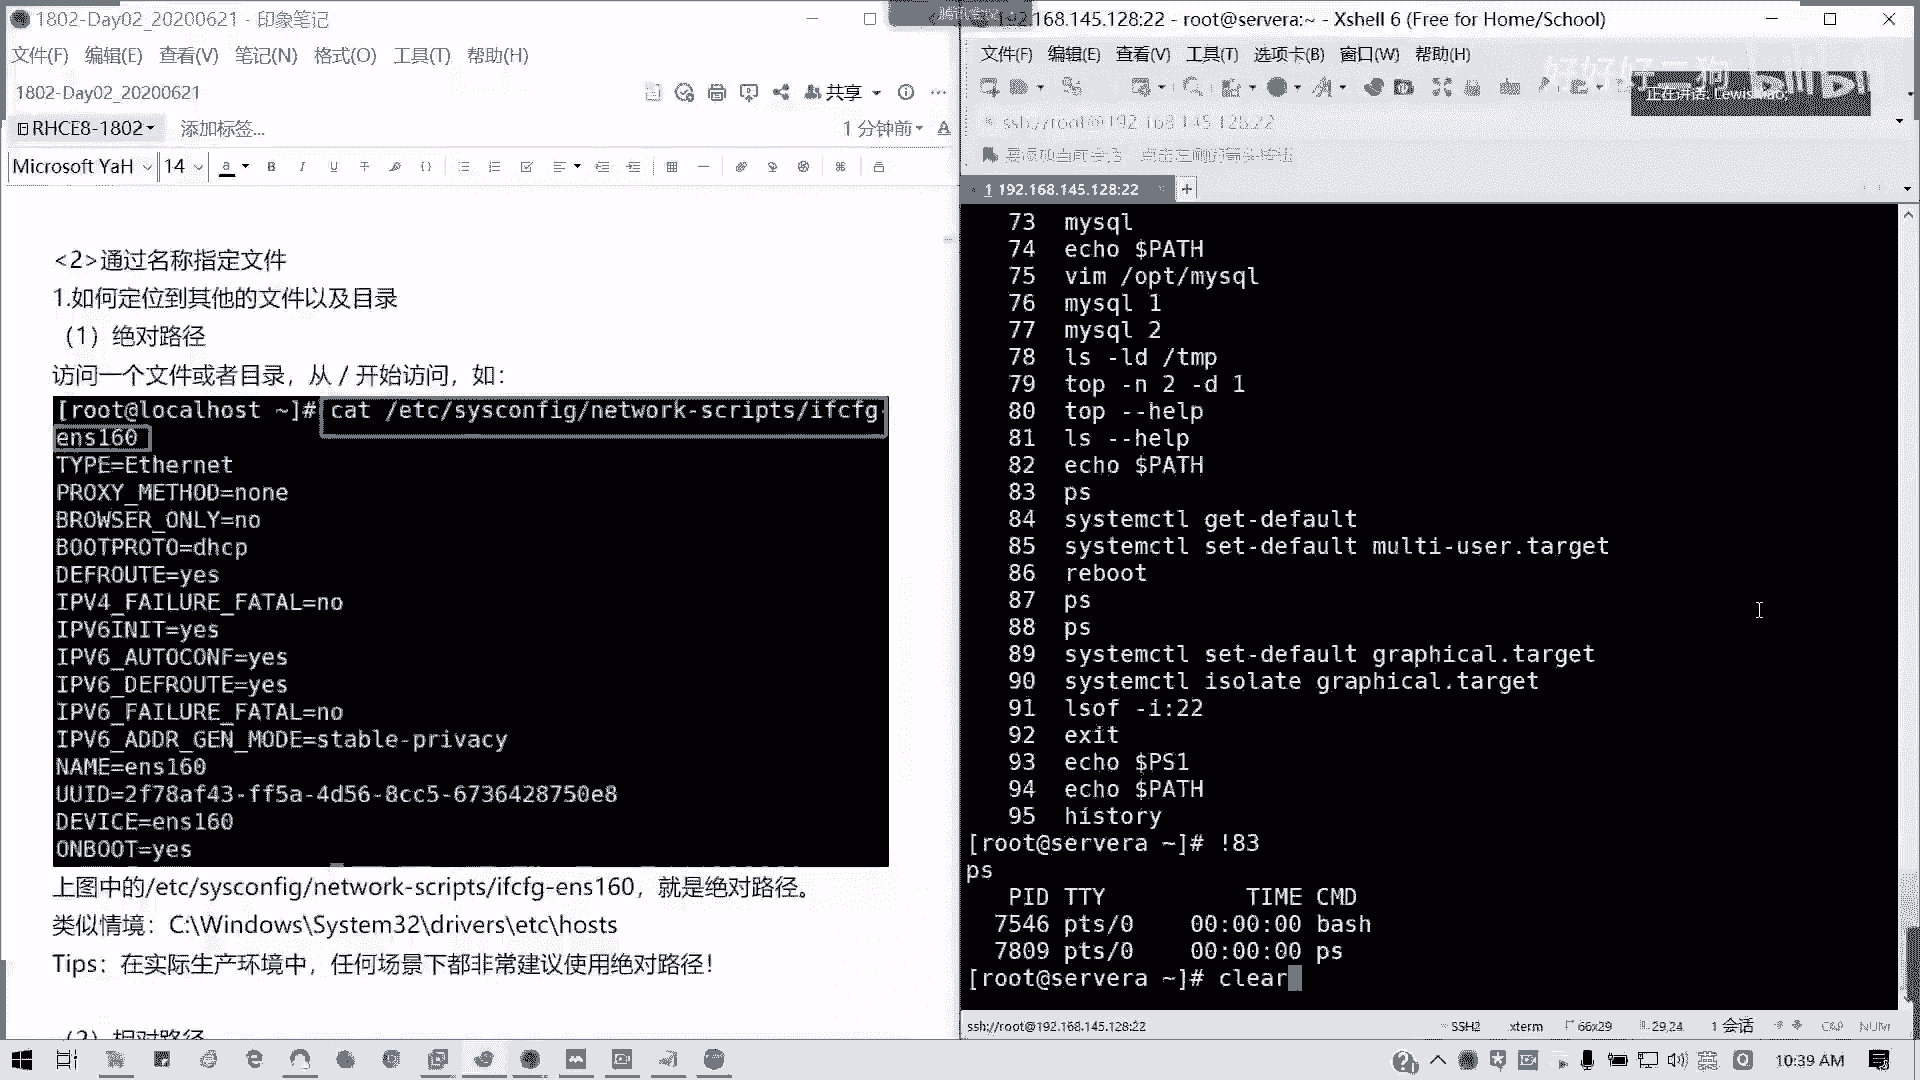 1802-Day02_20200621 - 印象笔记
文件(F) 编辑(E) 查看(V) 笔记(N) 格式(O) 工具(T) 帮助(H)
1802-Day02_20200621
共享
RHCE8-1802
添加标签...
1 分钟前
Microsoft YaH
14
<2>通过名称指定文件
1.如何定位到其他的文件以及目录
（1）绝对路径
访问一个文件或者目录，从 / 开始访问，如：
[root@localhost ~]# cat /etc/sysconfig/network-scripts/ifcfg-
ens160
TYPE=Ethernet
PROXY_METHOD=none
BROWSER_ONLY=no
BOOTPROTO=dhcp
DEFROUTE=yes
IPV4_FAILURE_FATAL=no
IPV6INIT=yes
IPV6_AUTOCONF=yes
IPV6_DEFROUTE=yes
IPV6_FAILURE_FATAL=no
IPV6_ADDR_GEN_MODE=stable-privacy
NAME=ens160
UUID=2f78af43-ff5a-4d56-8cc5-6736428750e8
DEVICE=ens160
ONBOOT=yes
上图中的/etc/sysconfig/network-scripts/ifcfg-ens160，就是绝对路径。
类似情境：C:\Windows\System32\drivers\etc\hosts
Tips：在实际生产环境中，任何场景下都非常建议使用绝对路径！
（2）相对路径
192.168.145.128:22 - root@servera:~ - Xshell 6 (Free for Home/School)
文件(F) 编辑(E) 查看(V) 工具(T) 选项卡(B) 窗口(W) 帮助(H)
正在讲话: Lewis
ssh://root@192.168.145.128:22
1 192.168.145.128:22
73 mysql
74 echo $PATH
75 vim /opt/mysql
76 mysql 1
77 mysql 2
78 ls -ld /tmp
79 top -n 2 -d 1
80 top --help
81 ls --help
82 echo $PATH
83 ps
84 systemctl get-default
85 systemctl set-default multi-user.target
86 reboot
87 ps
88 ps
89 systemctl set-default graphical.target
90 systemctl isolate graphical.target
91 lsof -i:22
92 exit
93 echo $PS1
94 echo $PATH
95 history
[root@servera ~]# !83
ps
PID TTY TIME CMD
7546 pts/0 00:00:00 bash
7809 pts/0 00:00:00 ps
[root@servera ~]# clear
ssh://root@192.168.145.128:22
SSH2
xterm
66x29
29,24
1 会话
CAP
NUM
英
10:39 AM